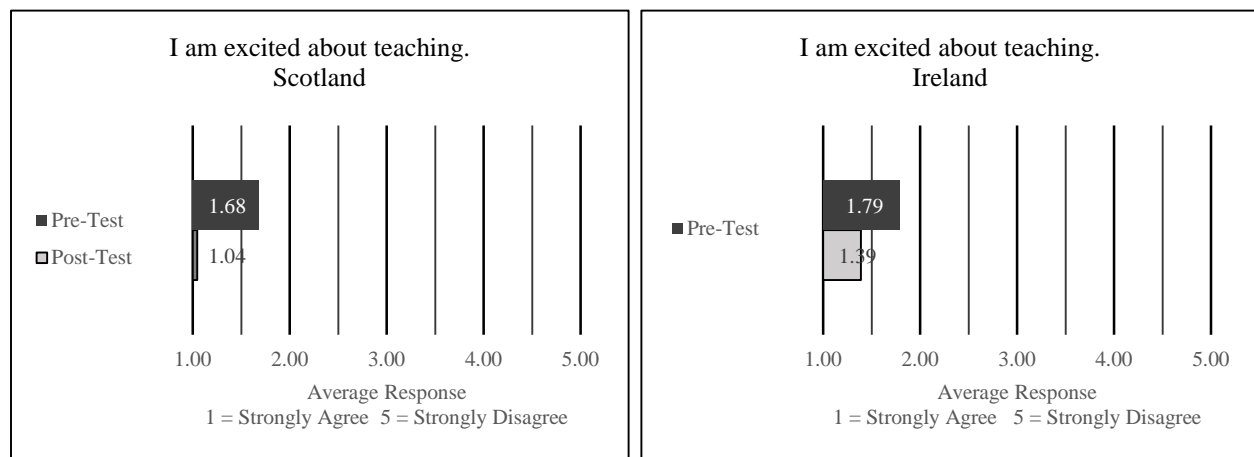 I am excited about teaching.
Scotland
Pre-Test
1.68
Post-Test
1.04
1.00 2.00 3.00 4.00 5.00
Average Response
1 = Strongly Agree 5 = Strongly Disagree
I am excited about teaching.
Ireland
Pre-Test
1.79
1.39
1.00 2.00 3.00 4.00 5.00
Average Response
1 = Strongly Agree 5 = Strongly Disagree